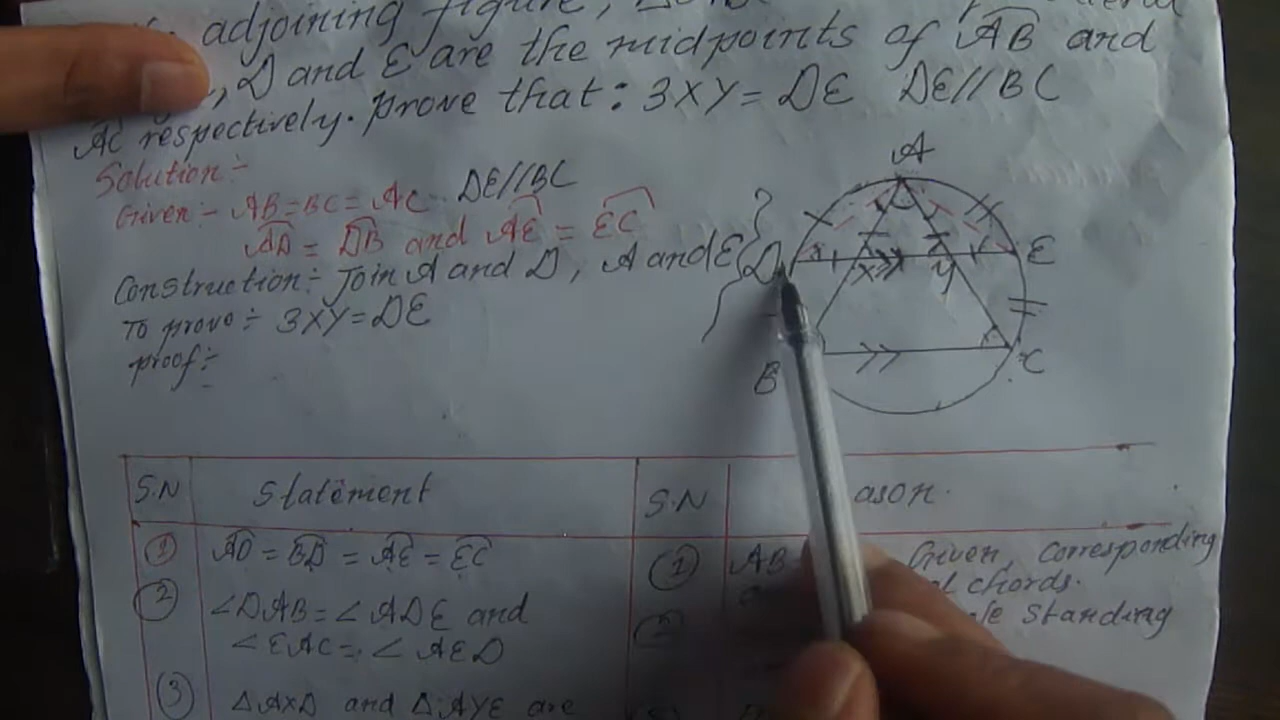 adjoining figure,
, D and E are the midpoints of AB and
AC respectively. prove that: 3XY = DE DE//BC
Solution:-
Given:- AB=BC=AC. DE//BC
AD = DB and AE = EC
Construction:- Join A and D, A and E
To prove:- 3XY=DE
proof:-
A
D
E
X
Y
B
C
S.N Statement S.N ason.
① AD = BD = AE = EC ① AB Given, corresponding
chords.
② ∠DAB=∠ADE and ② standing
∠EAC=∠AED
③ ΔAXD and ΔAYE are